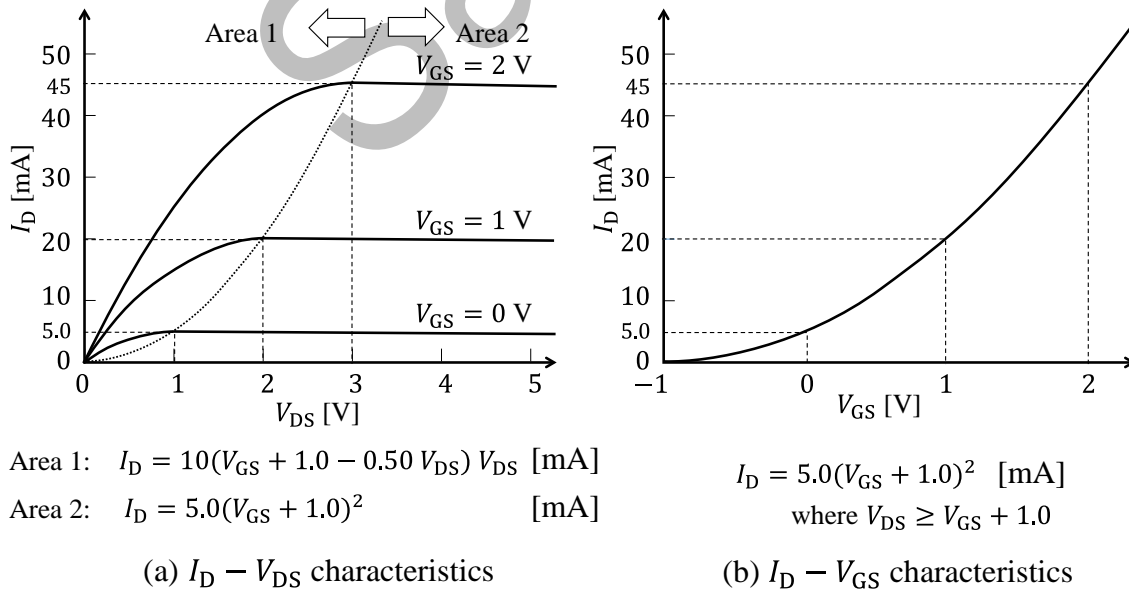 Area 1
Area 2
50
45
40
30
20
10
5.0
0
I_D [mA]
V_GS = 2 V
V_GS = 1 V
V_GS = 0 V
0 1 2 3 4 5
V_DS [V]
50
45
40
30
20
10
5.0
0
I_D [mA]
−1 0 1 2
V_GS [V]
Area 1: I_D = 10(V_GS + 1.0 − 0.50 V_DS) V_DS [mA]
Area 2: I_D = 5.0(V_GS + 1.0)² [mA]
I_D = 5.0(V_GS + 1.0)² [mA]
where V_DS ≥ V_GS + 1.0
(a) I_D − V_DS characteristics
(b) I_D − V_GS characteristics